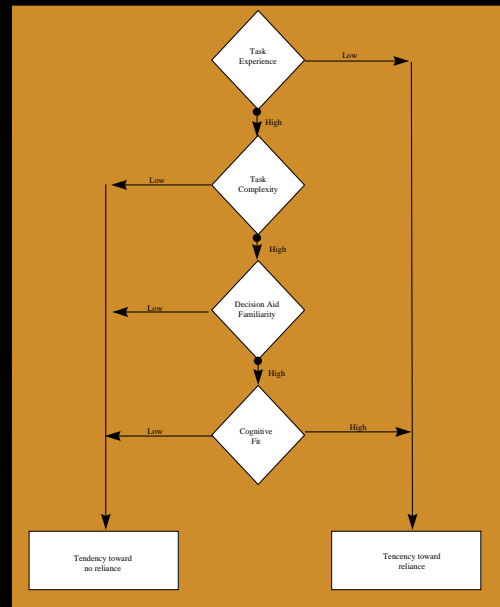 Task
Experience
Low
High
Low
Task
Complexity
High
Low
Decision Aid
Familiarity
High
Low
Cognitive
Fit
High
Tendency toward
no reliance
Tencency toward
reliance